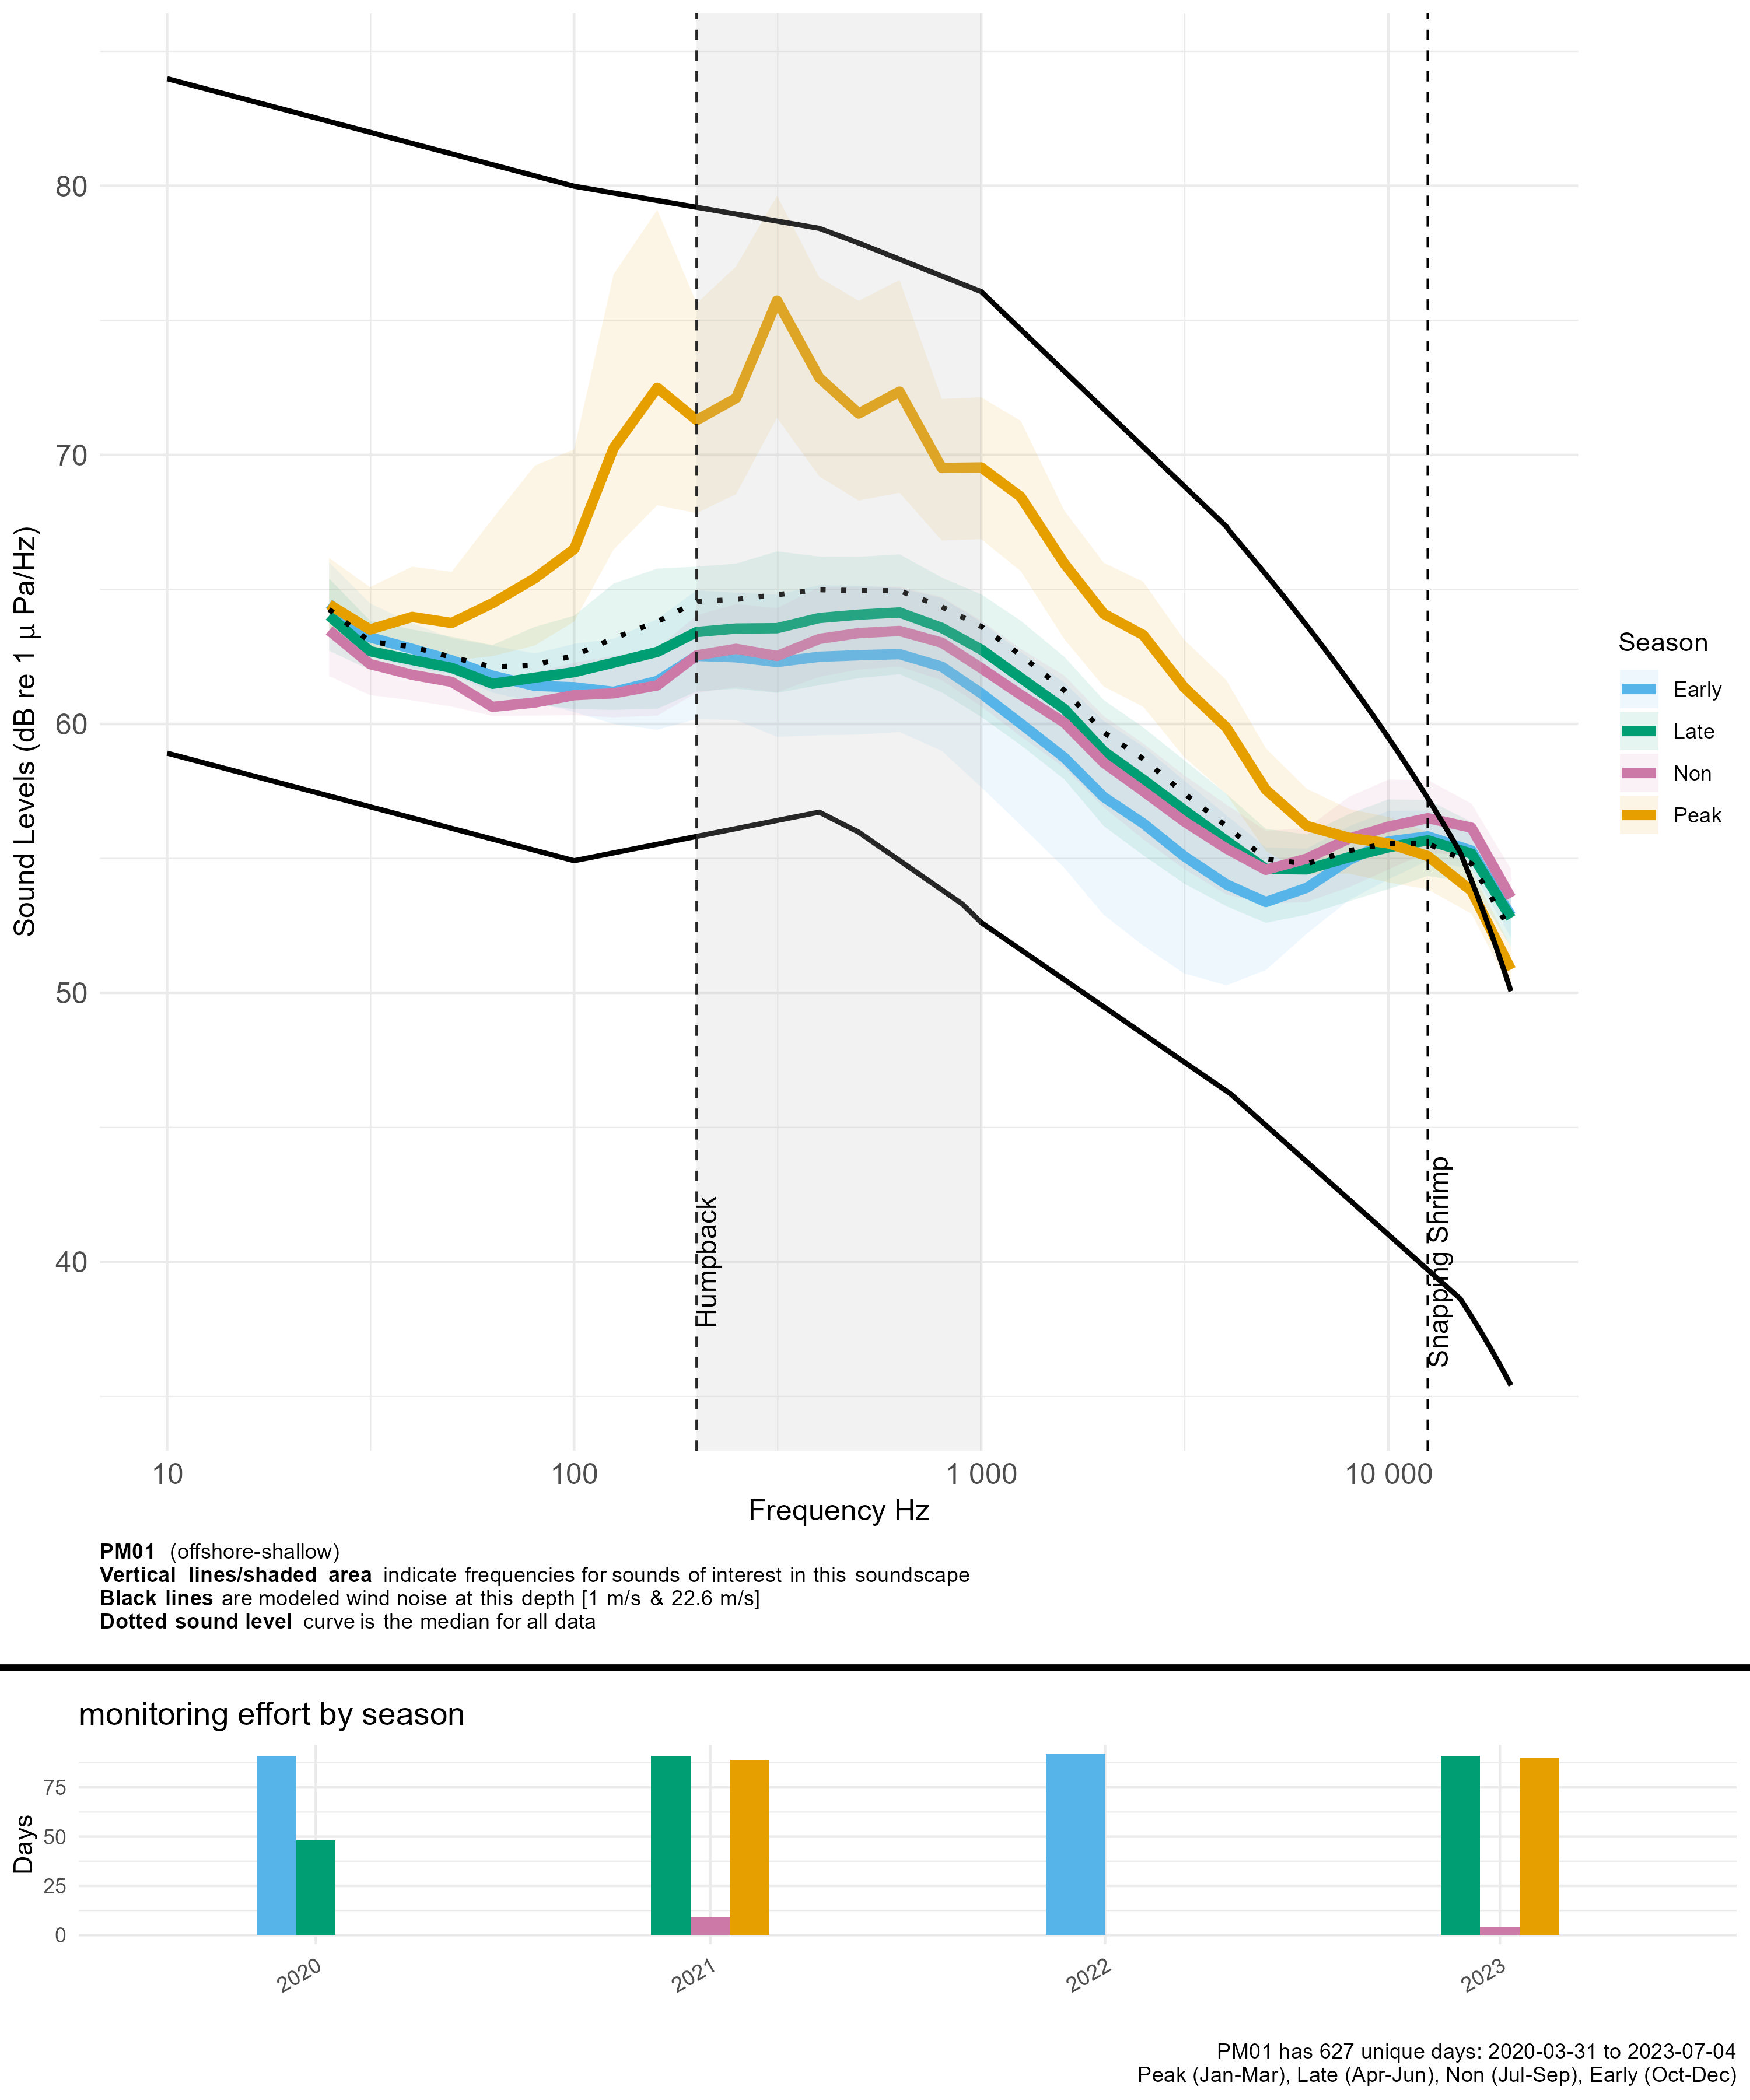 80
70
60
50
40
Sound Levels (dB re 1 µ Pa/Hz)
Humpback
Snapping Shrimp
Season
Early
Late
Non
Peak
10
100
1 000
10 000
Frequency Hz
PM01 (offshore-shallow)
Vertical lines/shaded area indicate frequencies for sounds of interest in this soundscape
Black lines are modeled wind noise at this depth [1 m/s & 22.6 m/s]
Dotted sound level curve is the median for all data
monitoring effort by season
75
50
25
0
Days
2020
2021
2022
2023
PM01 has 627 unique days: 2020-03-31 to 2023-07-04
Peak (Jan-Mar), Late (Apr-Jun), Non (Jul-Sep), Early (Oct-Dec)